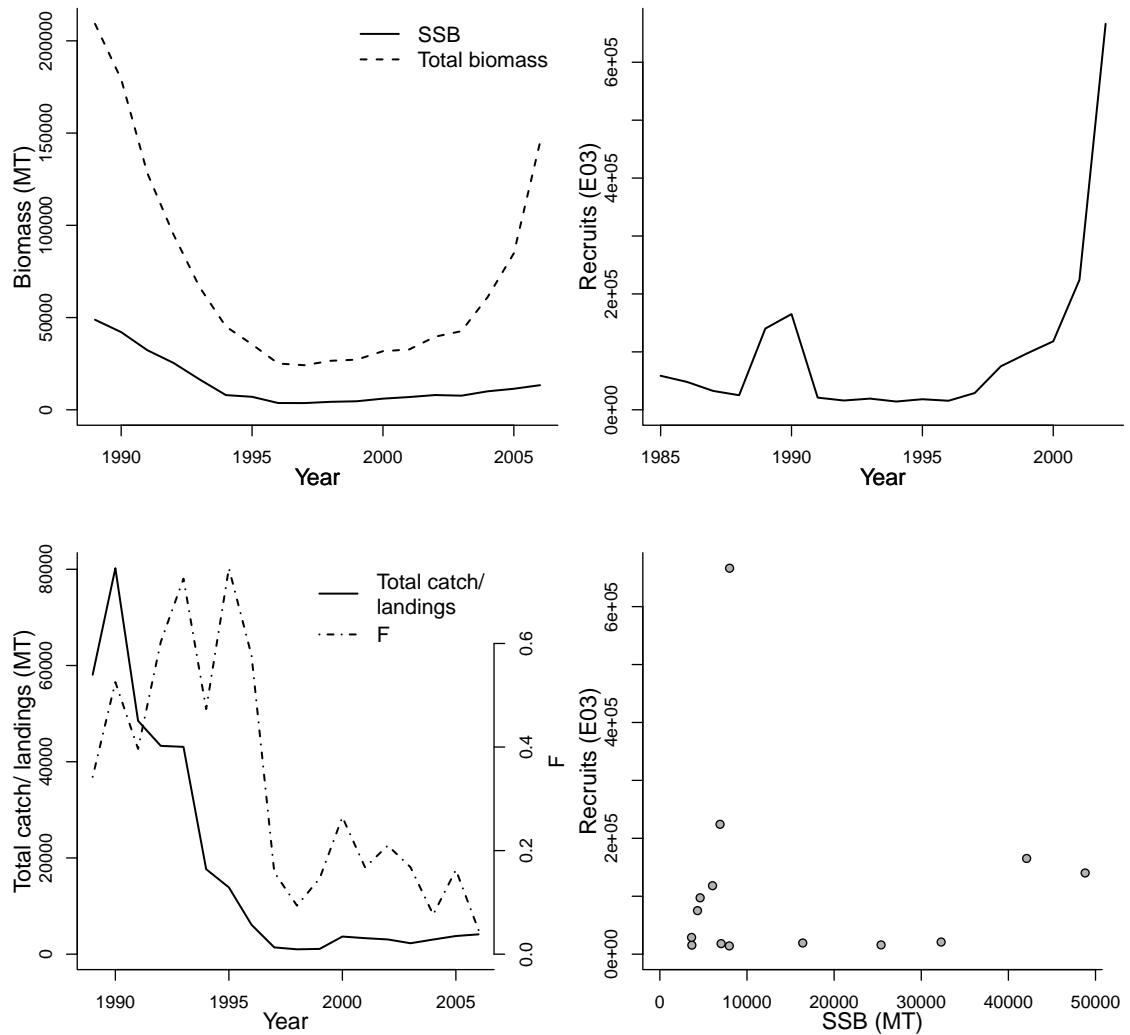 SSB
Total biomass
Biomass (MT)
200000
150000
100000
50000
0
1990
1995
2000
2005
Year
Recruits (E03)
6e+05
4e+05
2e+05
0e+00
1985
1990
1995
2000
Year
Total catch/
landings
F
Total catch/ landings (MT)
80000
60000
40000
20000
0
0.6
0.4
0.2
0.0
F
1990
1995
2000
2005
Year
Recruits (E03)
6e+05
4e+05
2e+05
0e+00
0
10000
20000
30000
40000
50000
SSB (MT)